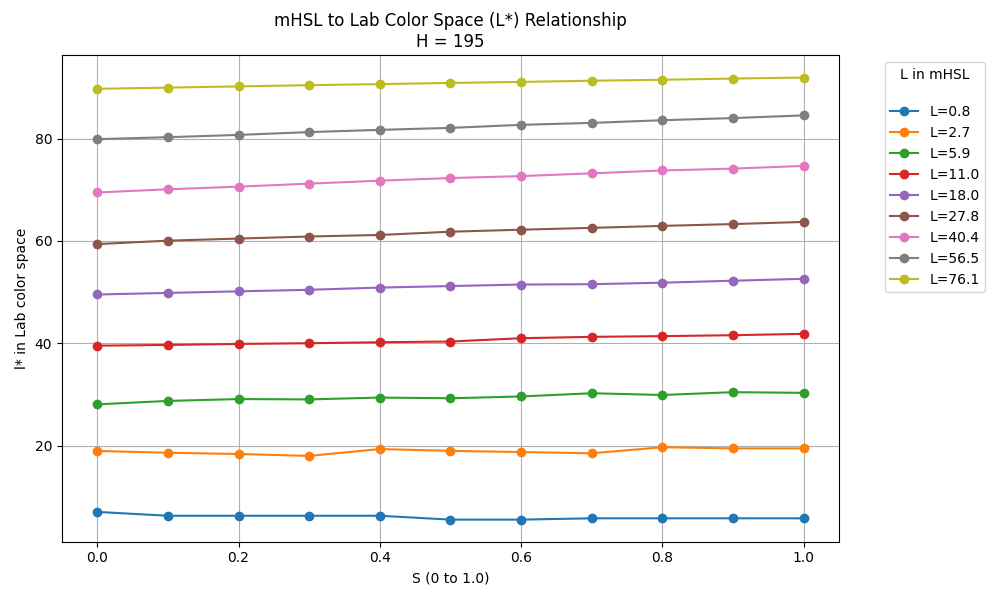 mHSL to Lab Color Space (L*) Relationship
H = 195
L in mHSL
L=0.8
L=2.7
L=5.9
L=11.0
L=18.0
L=27.8
L=40.4
L=56.5
L=76.1
l* in Lab color space
80
60
40
20
0.0
0.2
0.4
0.6
0.8
1.0
S (0 to 1.0)